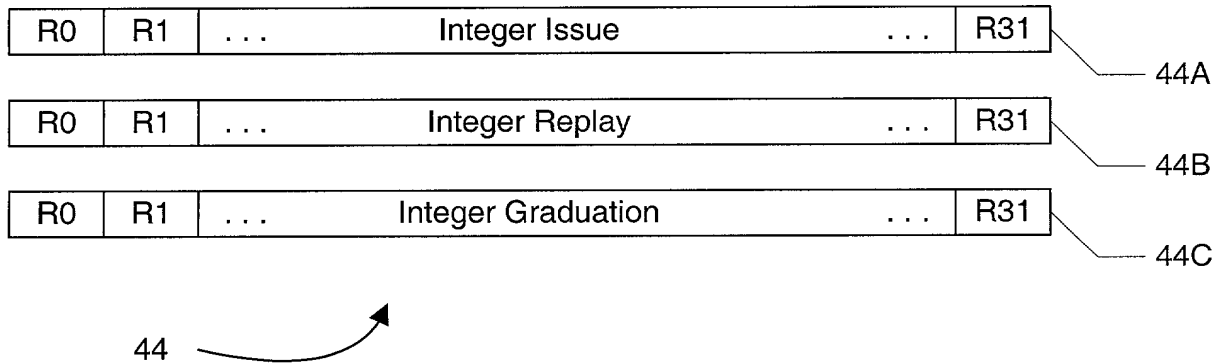 R0 R1 . . . Integer Issue . . . R31
44A
R0 R1 . . . Integer Replay . . . R31
44B
R0 R1 . . . Integer Graduation . . . R31
44C
44